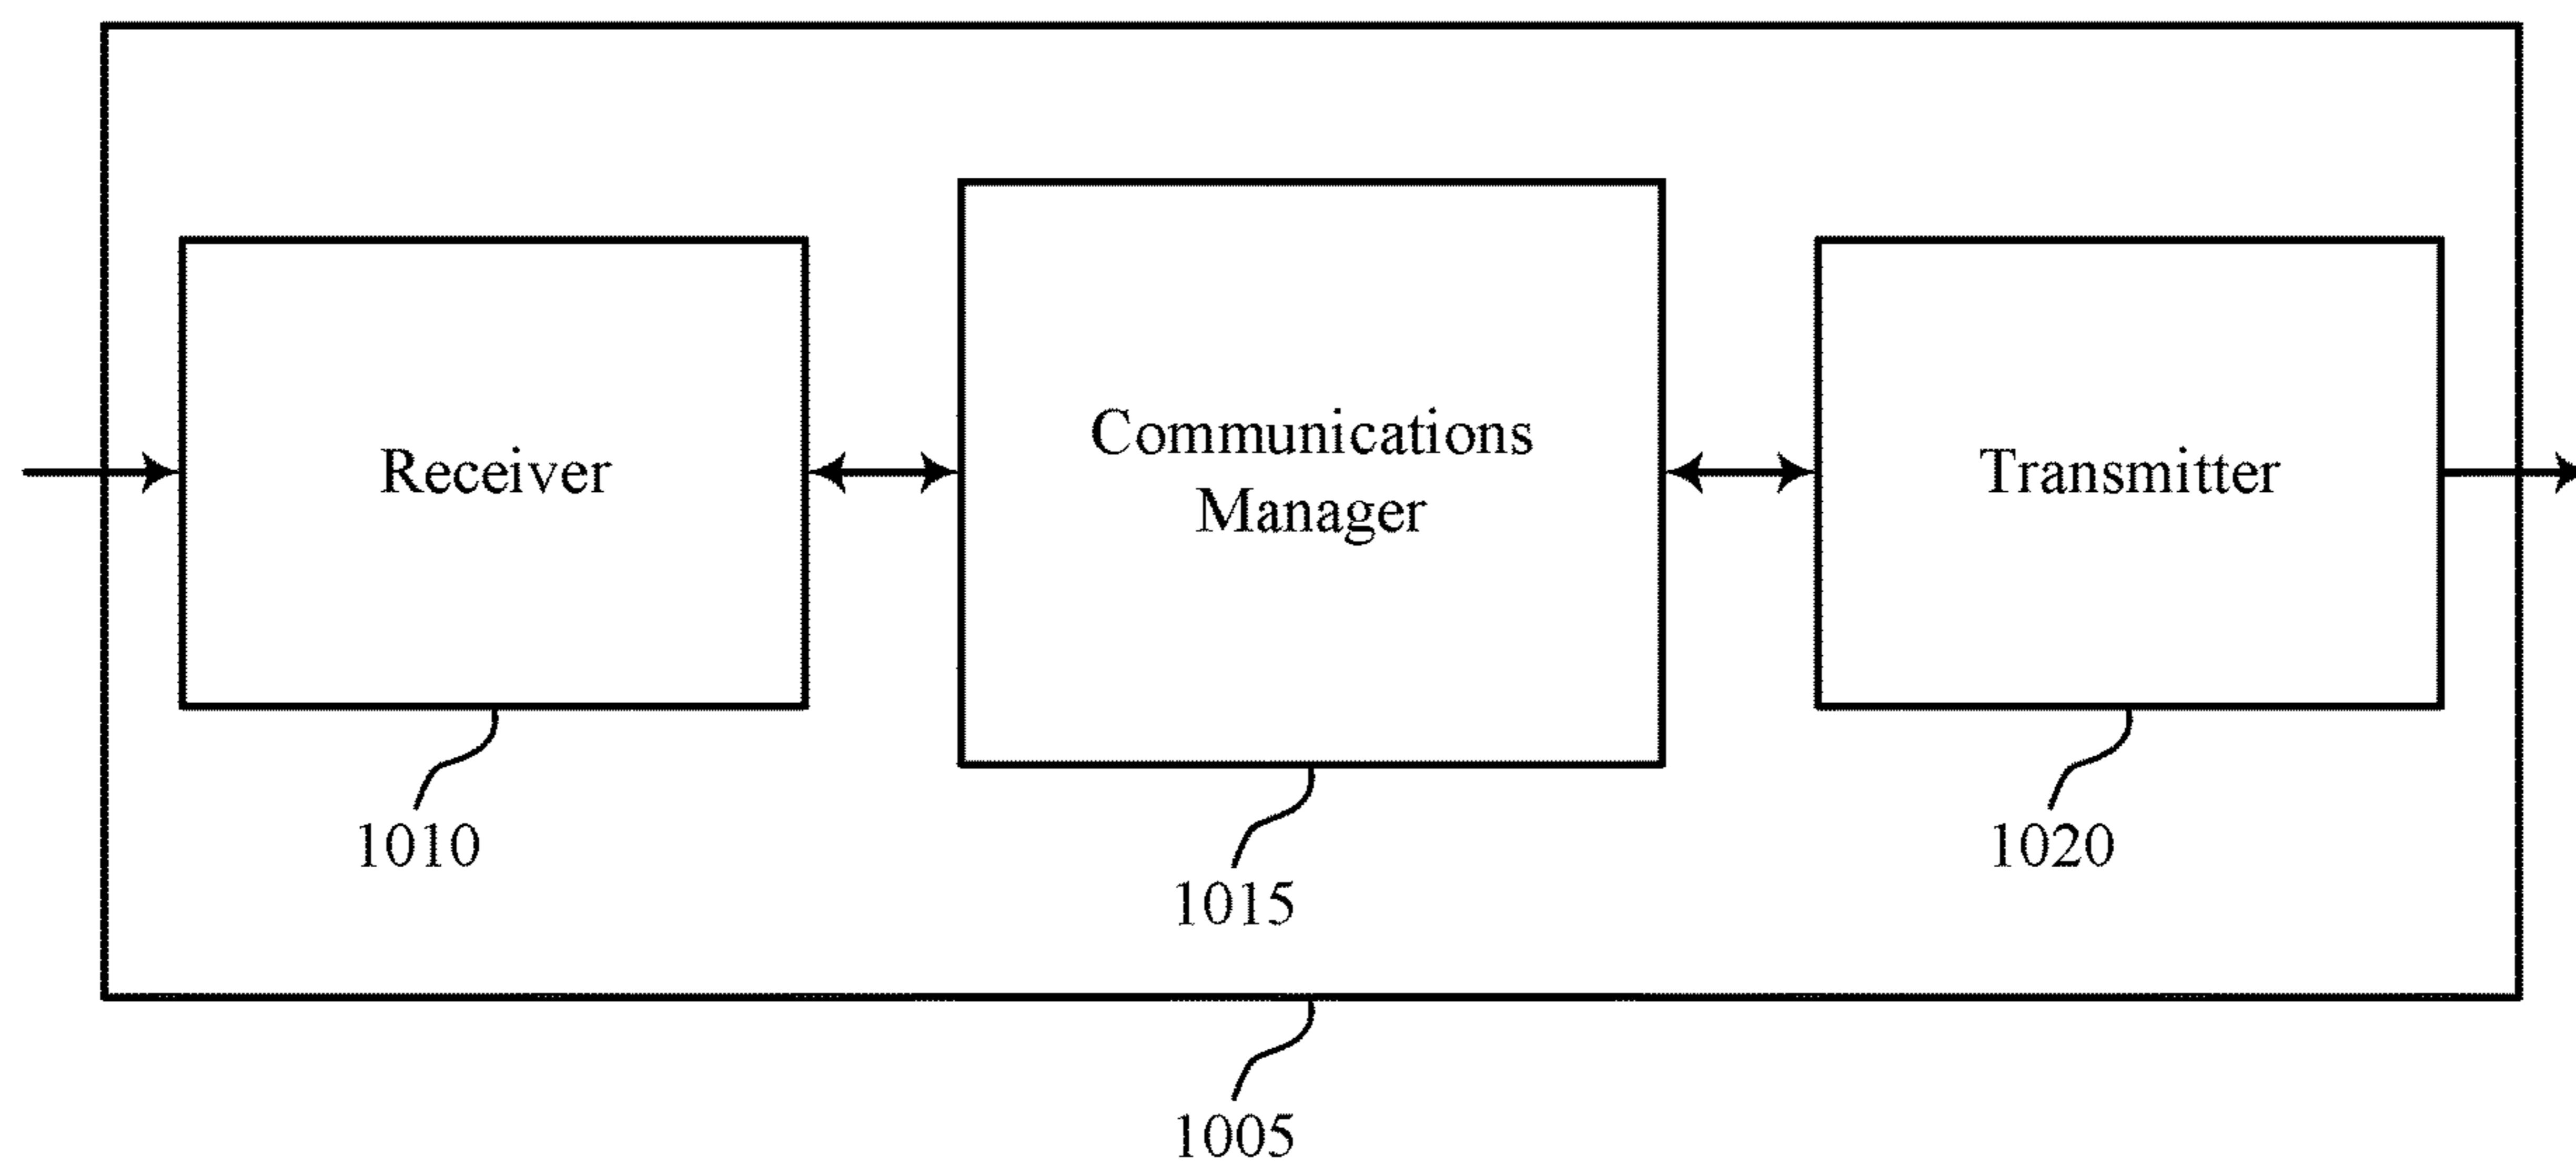 Receiver
Communications
Manager
Transmitter
1010
1015
1020
1005